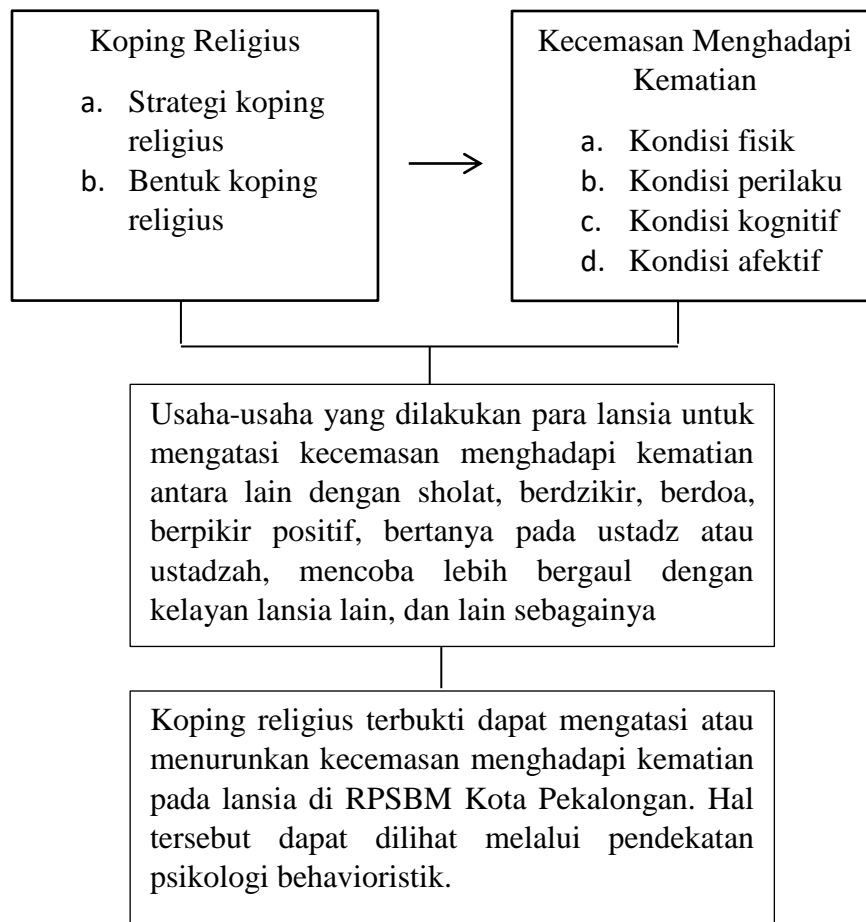 Koping Religius
a. Strategi koping
religius
b. Bentuk koping
religius
Kecemasan Menghadapi
Kematian
a. Kondisi fisik
b. Kondisi perilaku
c. Kondisi kognitif
d. Kondisi afektif
Usaha-usaha yang dilakukan para lansia untuk
mengatasi kecemasan menghadapi kematian
antara lain dengan sholat, berdzikir, berdoa,
berpikir positif, bertanya pada ustadz atau
ustadzah, mencoba lebih bergaul dengan
kelayan lansia lain, dan lain sebagainya
Koping religius terbukti dapat mengatasi atau
menurunkan kecemasan menghadapi kematian
pada lansia di RPSBM Kota Pekalongan. Hal
tersebut dapat dilihat melalui pendekatan
psikologi behavioristik.